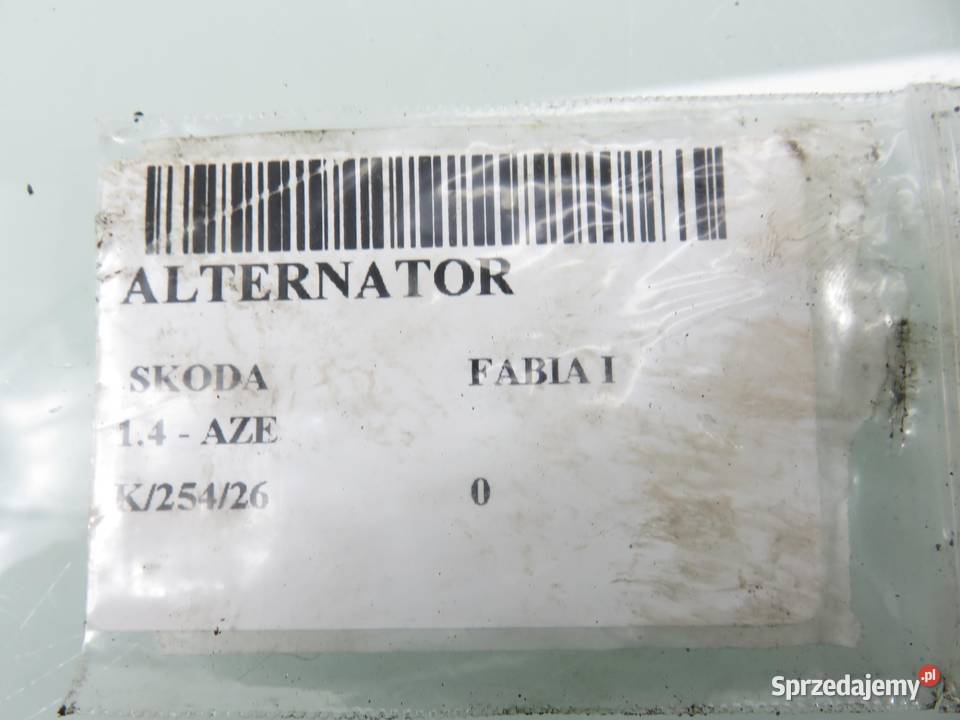 ALTERNATOR
SKODA FABIA I
1.4 - AZE
K/254/26 0
Sprzedajemy.pl